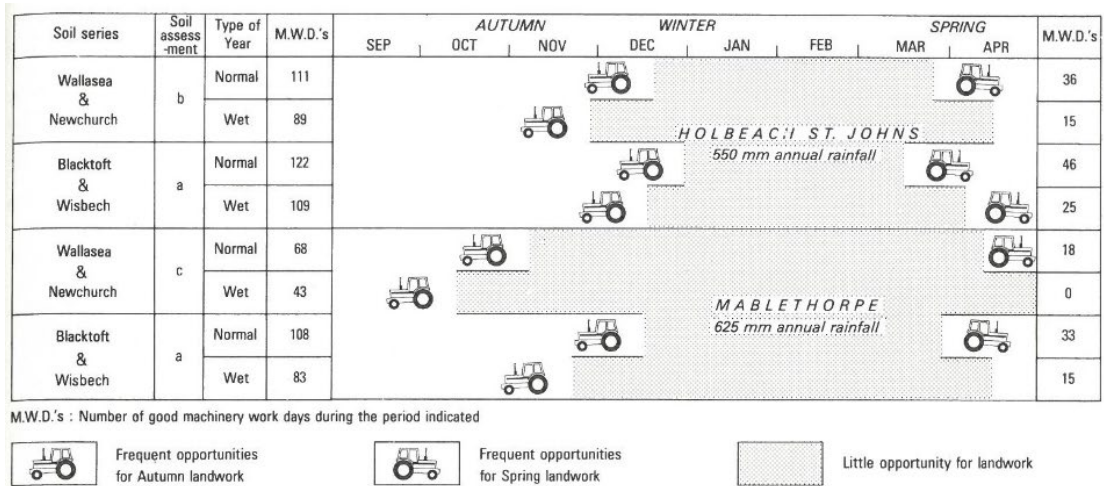 Soil series Soil assess -ment Type of Year M.W.D.'s AUTUMN WINTER SPRING M.W.D.'s
SEP OCT NOV DEC JAN FEB MAR APR
Wallasea & Newchurch b Normal 111 36
Wet 89 15
HOLBEACH ST. JOHNS
550 mm annual rainfall
Blacktoft & Wisbech a Normal 122 46
Wet 109 25
Wallasea & Newchurch c Normal 68 18
Wet 43 0
MABLETHORPE
625 mm annual rainfall
Blacktoft & Wisbech a Normal 108 33
Wet 83 15
M.W.D.'s : Number of good machinery work days during the period indicated
Frequent opportunities
for Autumn landwork
Frequent opportunities
for Spring landwork
Little opportunity for landwork